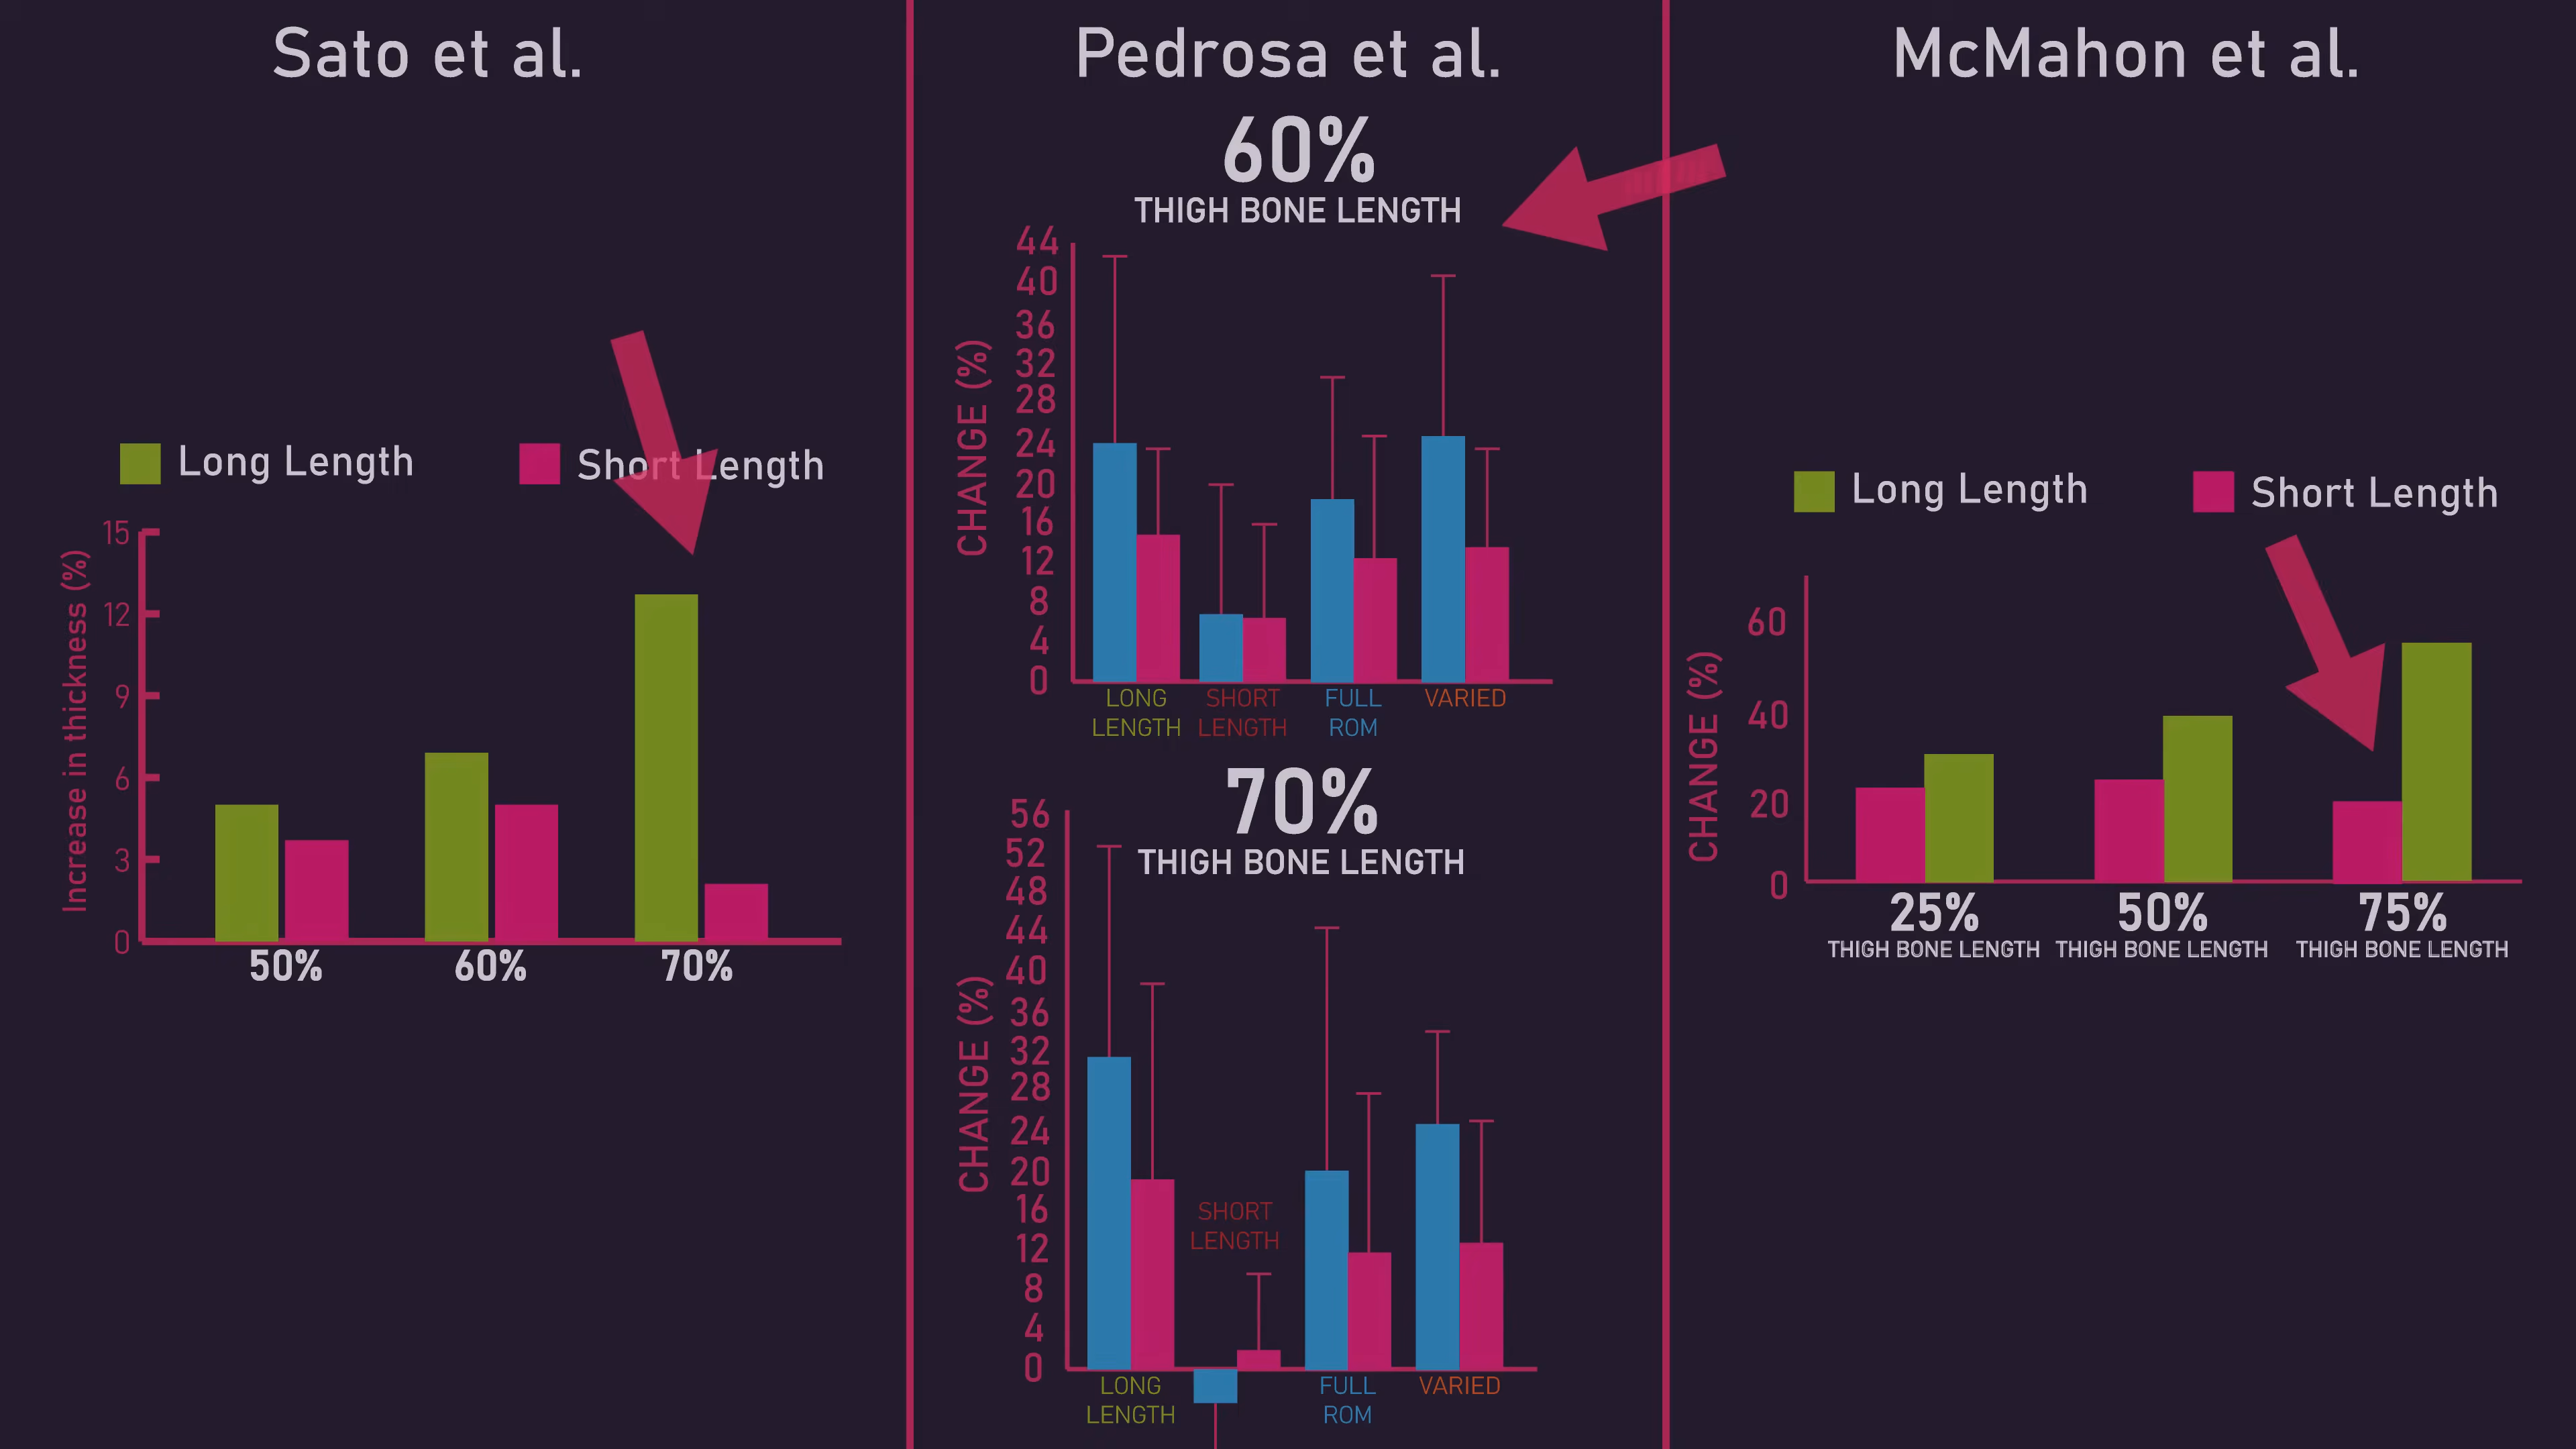 Sato et al.
Long Length
Short Length
Increase in thickness (%)
15
12
9
6
3
0
50%
60%
70%
Pedrosa et al.
60%
THIGH BONE LENGTH
CHANGE (%)
44
40
36
32
28
24
20
16
12
8
4
0
LONG
LENGTH
SHORT
LENGTH
FULL
ROM
VARIED
70%
THIGH BONE LENGTH
CHANGE (%)
56
52
48
44
40
36
32
28
24
20
16
12
8
4
0
SHORT
LENGTH
LONG
LENGTH
FULL
ROM
VARIED
McMahon et al.
Long Length
Short Length
CHANGE (%)
60
40
20
0
25%
THIGH BONE LENGTH
50%
THIGH BONE LENGTH
75%
THIGH BONE LENGTH